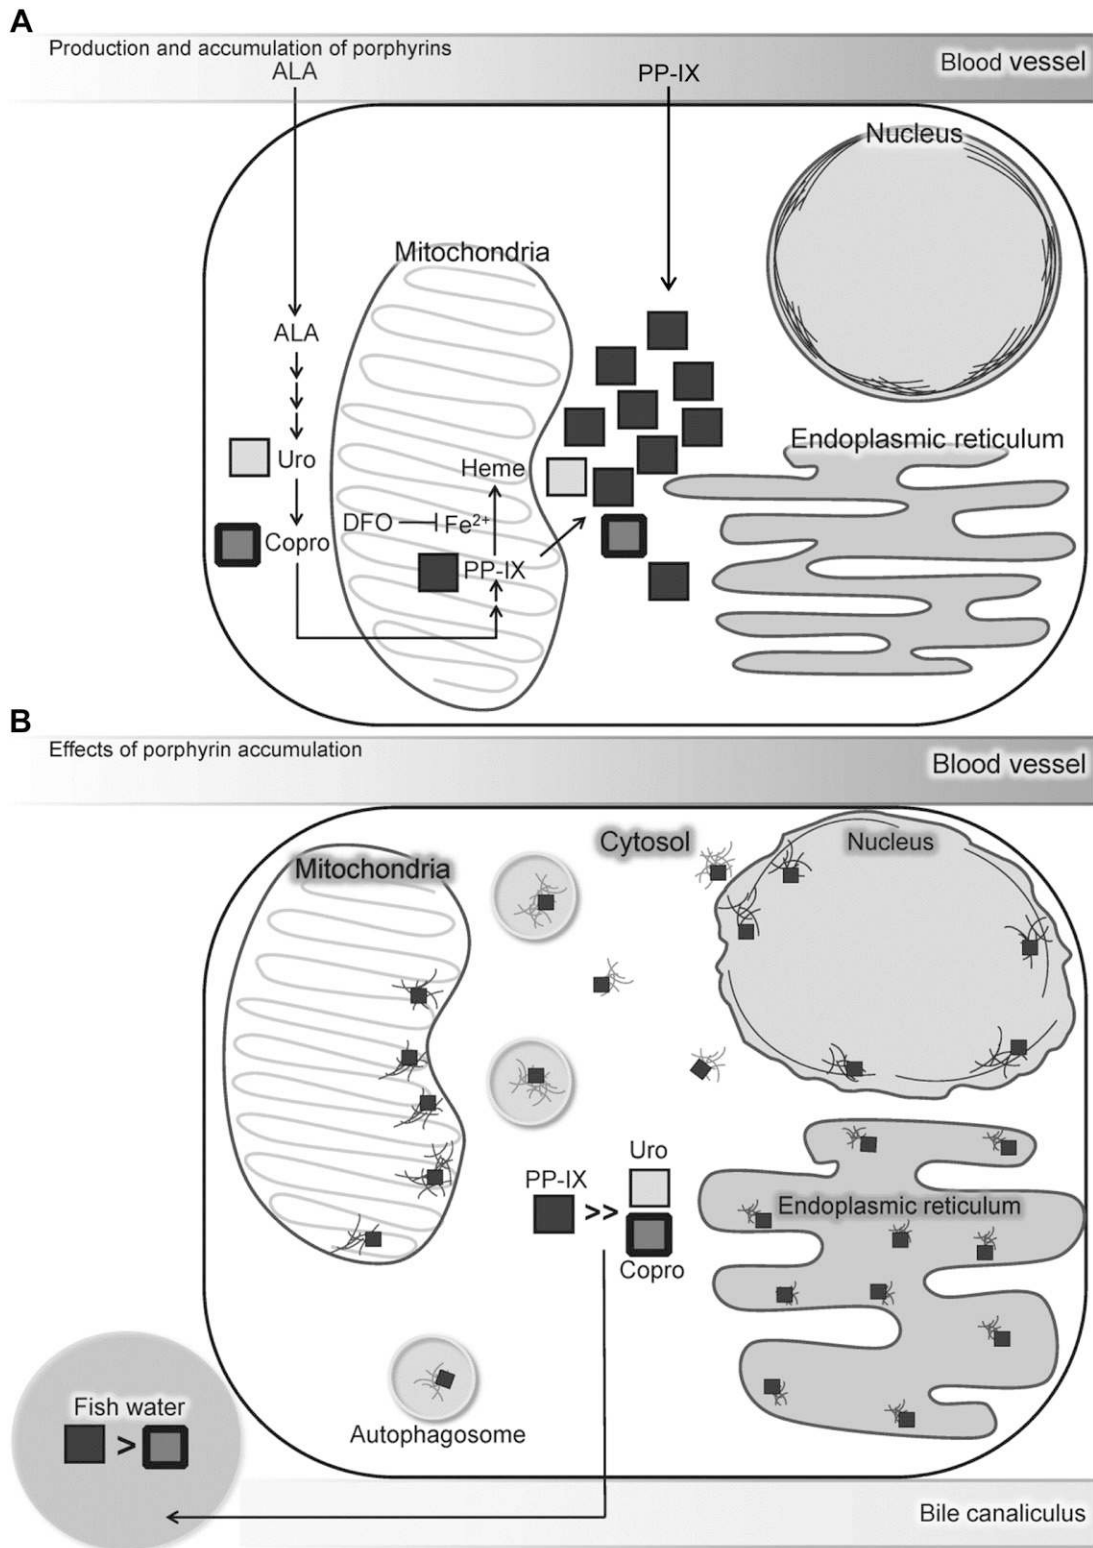 A
Production and accumulation of porphyrins
ALA
PP-IX
Blood vessel
Nucleus
Mitochondria
ALA
Endoplasmic reticulum
Uro
Heme
DFO
Fe²⁺
Copro
PP-IX
B
Effects of porphyrin accumulation
Blood vessel
Cytosol
Nucleus
Mitochondria
Uro
PP-IX
>>
Endoplasmic reticulum
Copro
Fish water
>
Autophagosome
Bile canaliculus